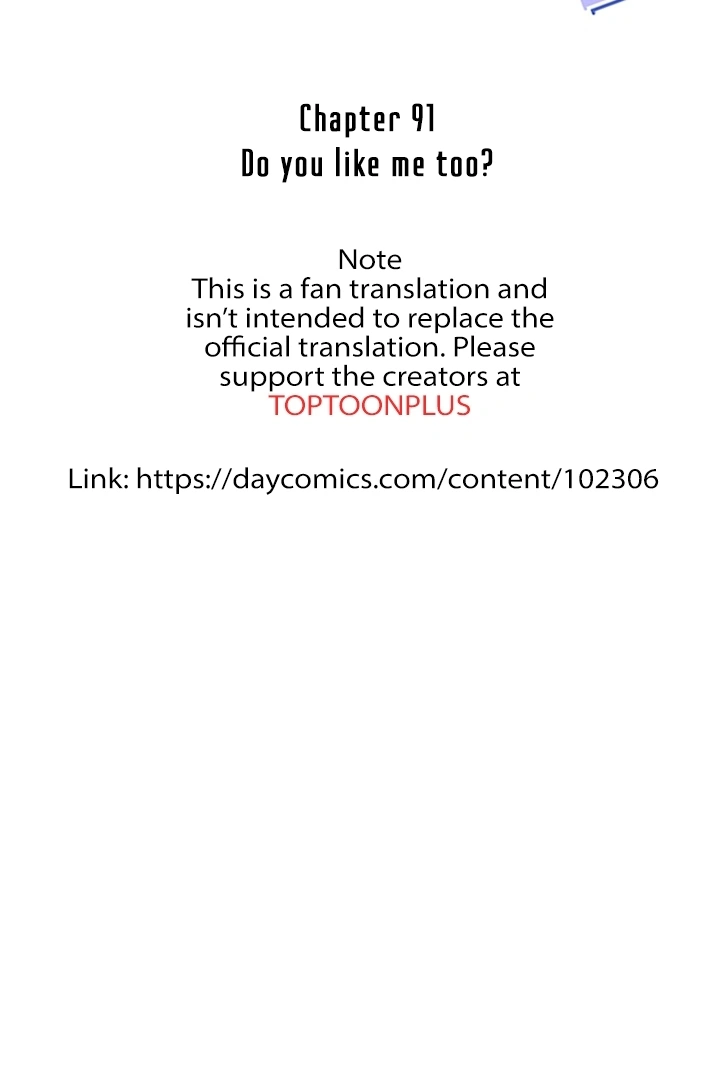 Chapter 91
Do you like me too?
Note
This is a fan translation and
isn't intended to replace the
official translation. Please
support the creators at
TOPTOONPLUS
Link: https://daycomics.com/content/102306